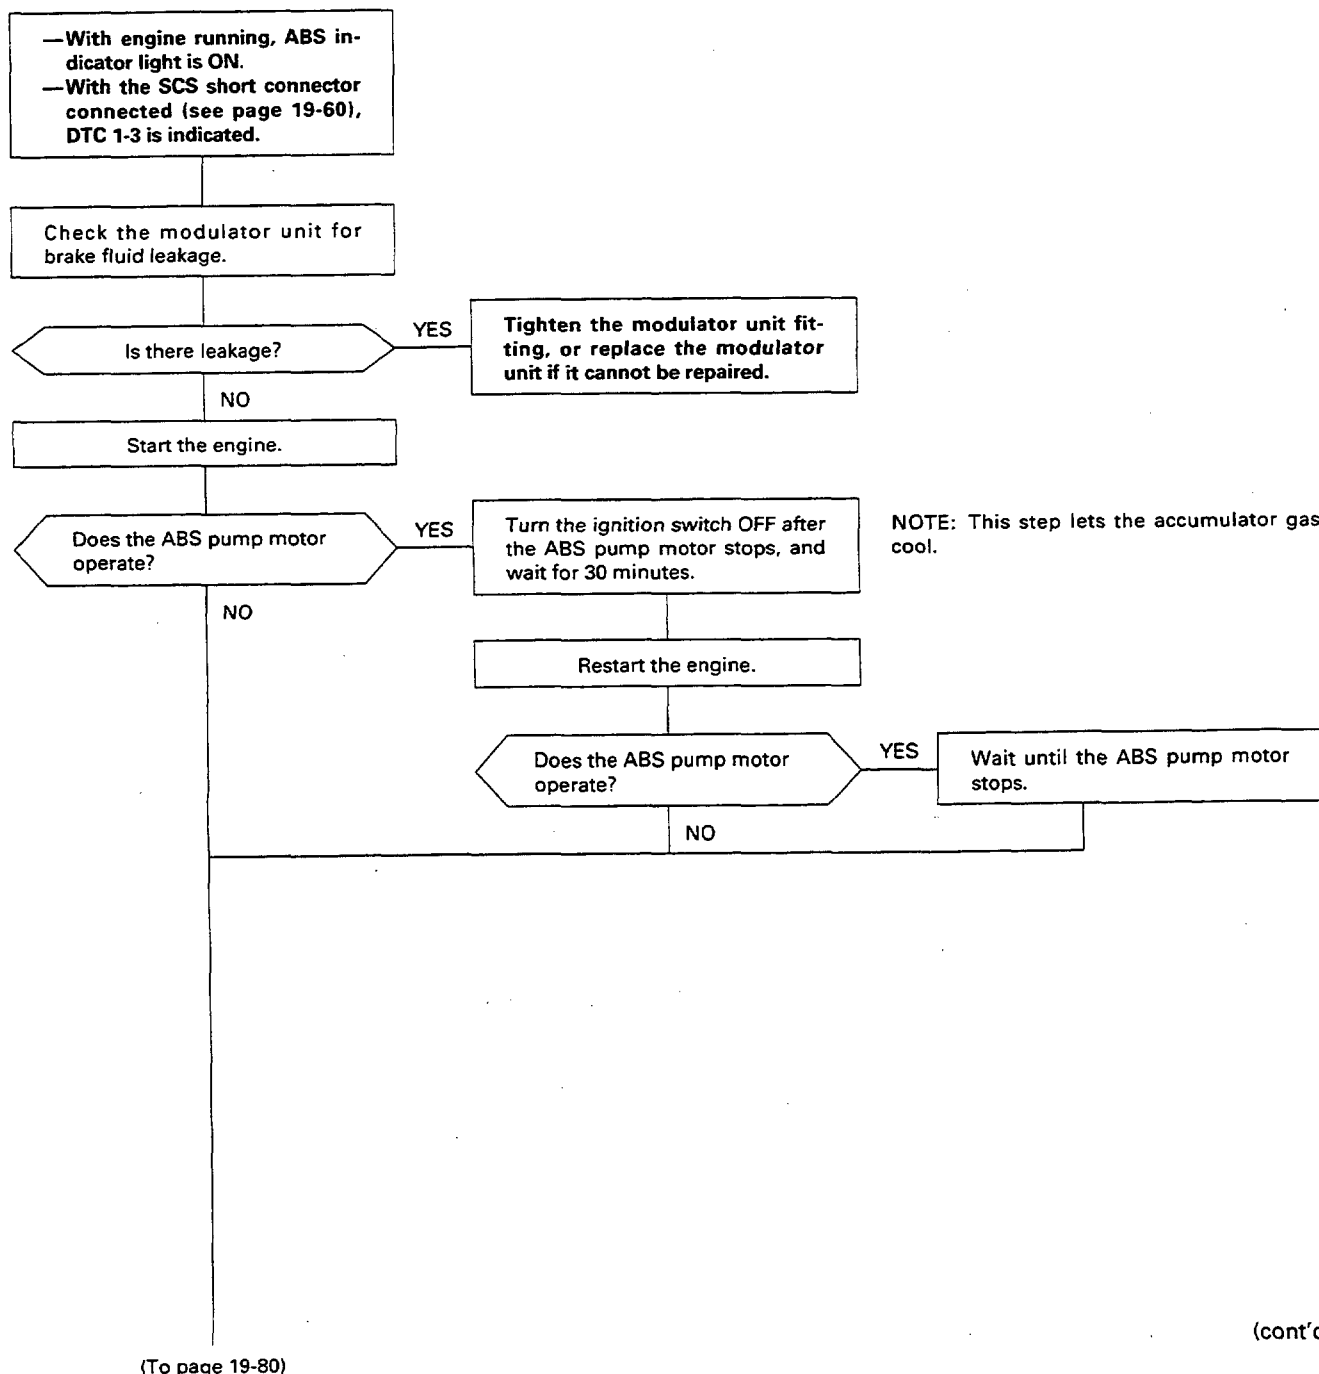 —With engine running, ABS in-
dicator light is ON.
—With the SCS short connector
connected (see page 19-60),
DTC 1-3 is indicated.
Check the modulator unit for
brake fluid leakage.
Is there leakage?
YES
Tighten the modulator unit fit-
ting, or replace the modulator
unit if it cannot be repaired.
NO
Start the engine.
Does the ABS pump motor
operate?
YES
Turn the ignition switch OFF after
the ABS pump motor stops, and
wait for 30 minutes.
NOTE: This step lets the accumulator gas
cool.
NO
Restart the engine.
Does the ABS pump motor
operate?
YES
Wait until the ABS pump motor
stops.
NO
(cont'd
(To page 19-80)